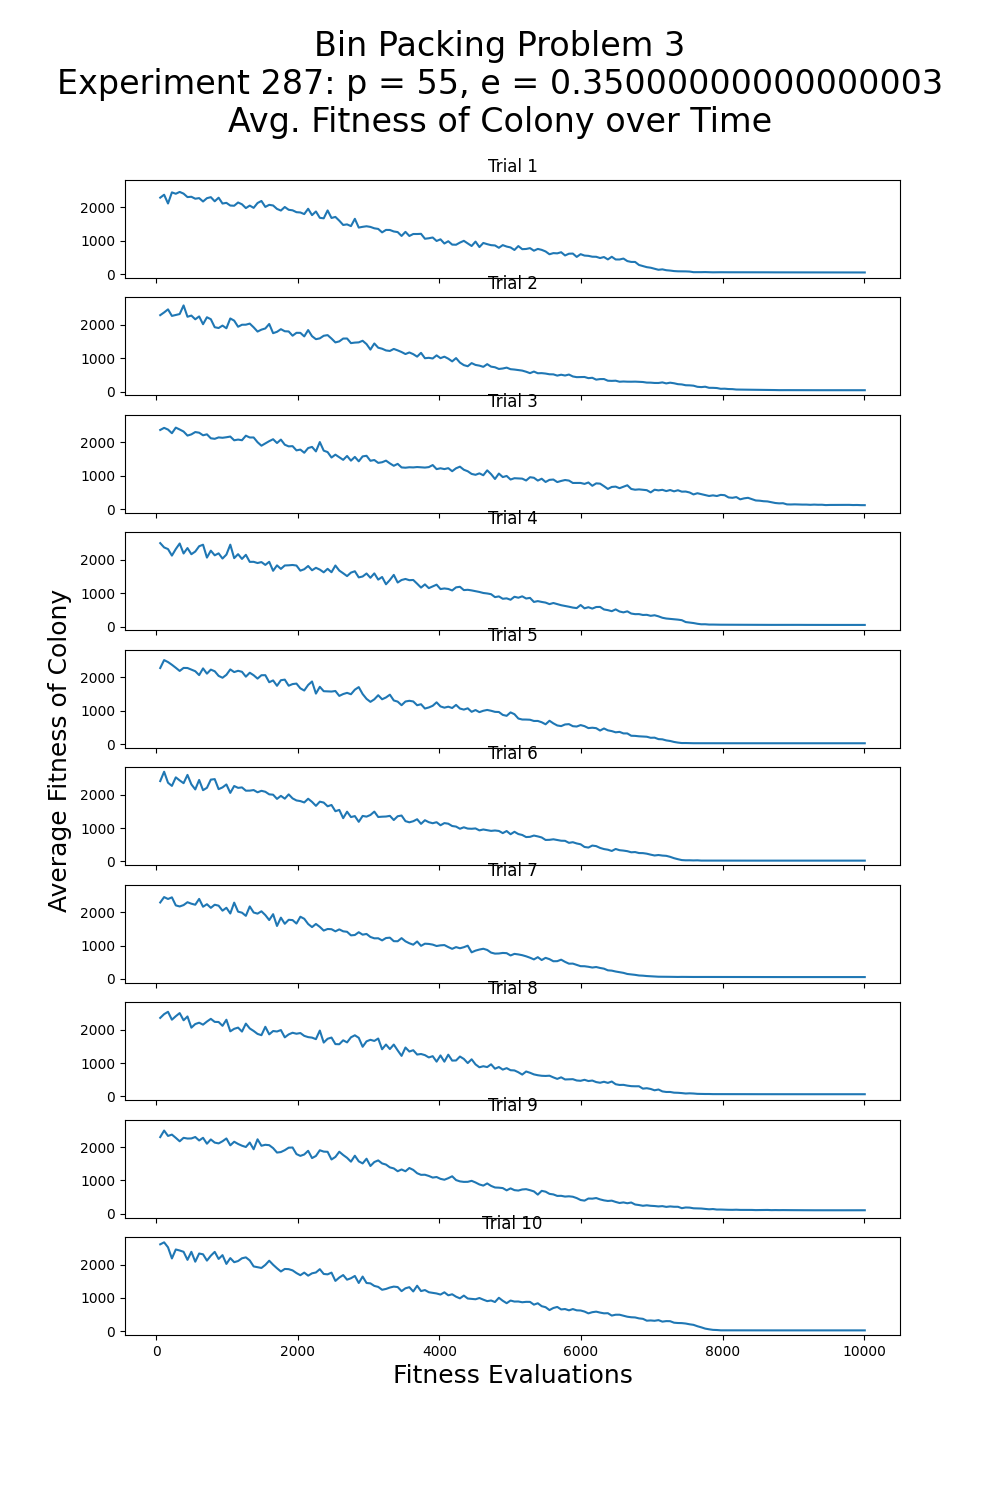 Bin Packing Problem 3
Experiment 287: p = 55, e = 0.35000000000000003
Avg. Fitness of Colony over Time
Trial 1
2000
1000
0
Trial 2
2000
1000
0
Trial 3
2000
1000
0
Trial 4
2000
1000
0
Trial 5
2000
1000
0
Trial 6
2000
1000
0
Trial 7
2000
1000
0
Trial 8
2000
1000
0
Trial 9
2000
1000
0
Trial 10
2000
1000
0
0 2000 4000 6000 8000 10000
Fitness Evaluations
Average Fitness of Colony